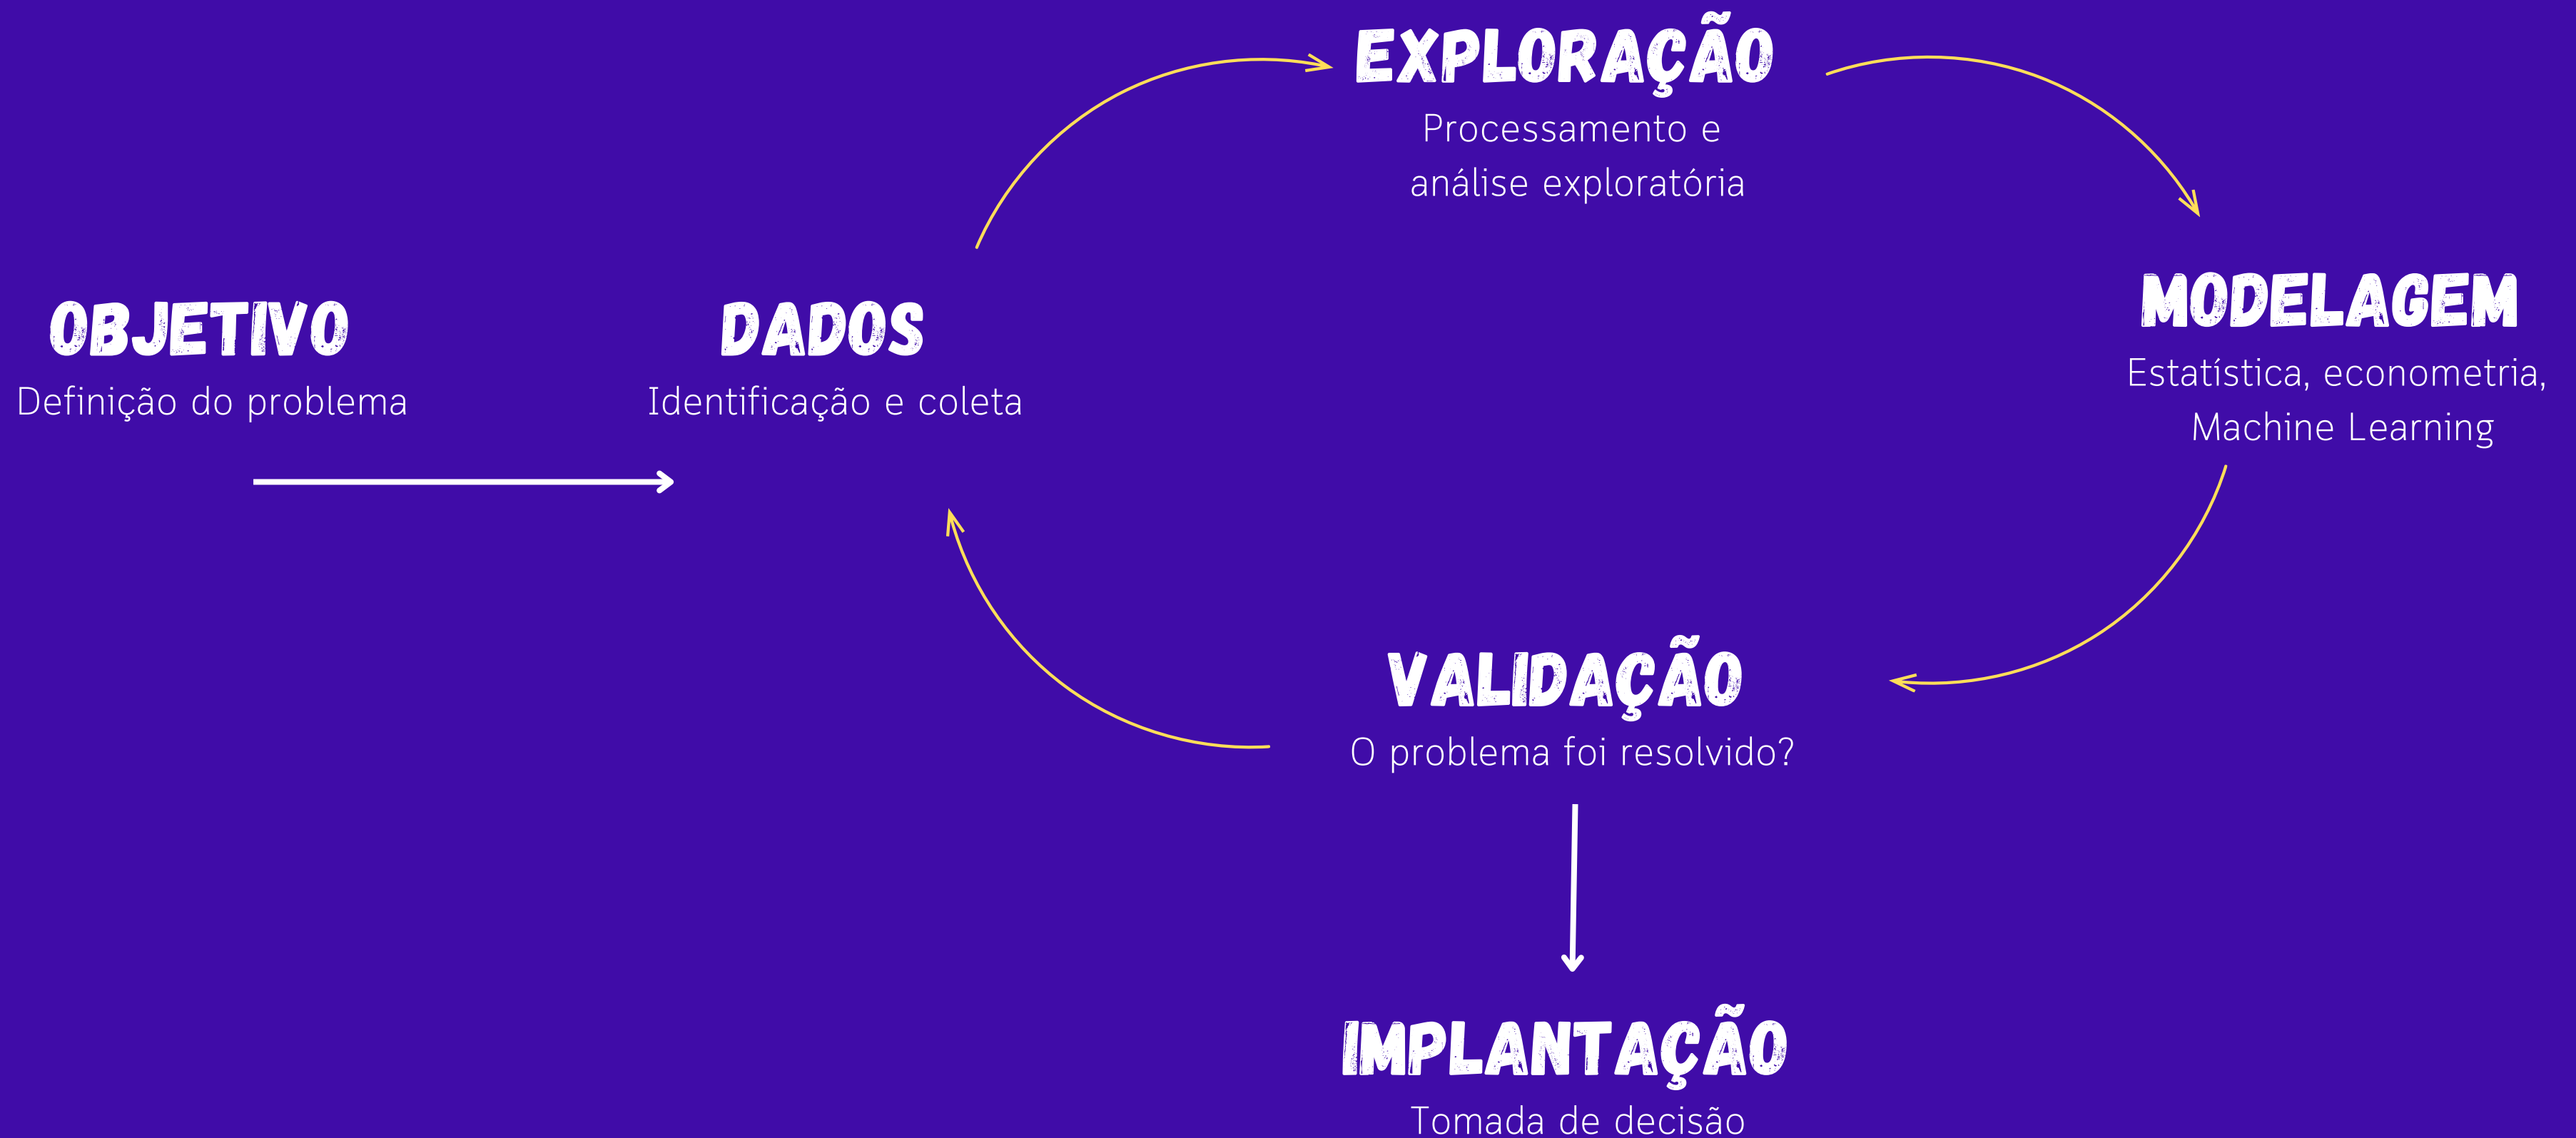 OBJETIVO
Definição do problema
DADOS
Identificação e coleta
EXPLORAÇÃO
Processamento e
análise exploratória
MODELAGEM
Estatística, econometria,
Machine Learning
VALIDAÇÃO
O problema foi resolvido?
IMPLANTAÇÃO
Tomada de decisão